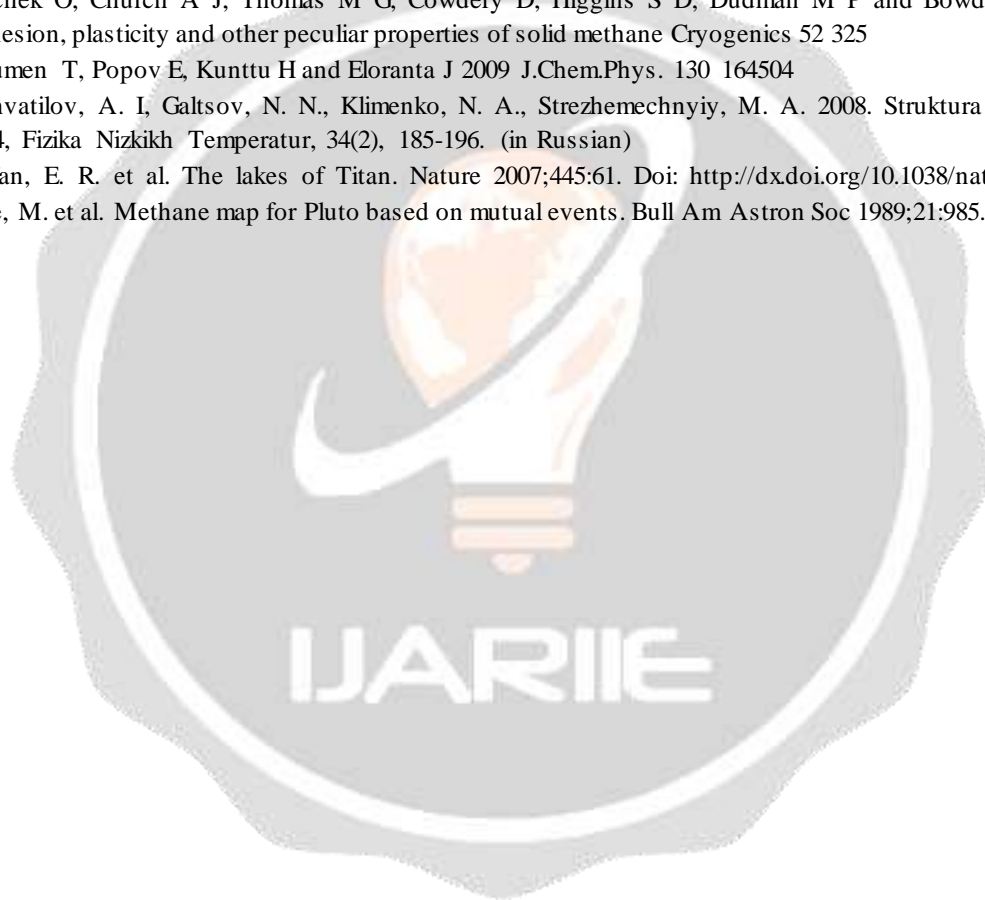 esion, plasticity and other peculiar properties of solid methane Cryogenics 52 325
men T, Popov E, Kunttu H and Eloranta J 2009 J.Chem.Phys. 130 164504
vatilov, A. I, Galtsov, N. N., Klimenko, N. A., Strezhemechnyiy, M. A. 2008. Struktura
4, Fizika Nizkikh Temperatur, 34(2), 185-196. (in Russian)
an, E. R. et al. The lakes of Titan. Nature 2007;445:61. Doi: http://dx.doi.org/10.1038/nat
, M. et al. Methane map for Pluto based on mutual events. Bull Am Astron Soc 1989;21:985.
IJARIIE